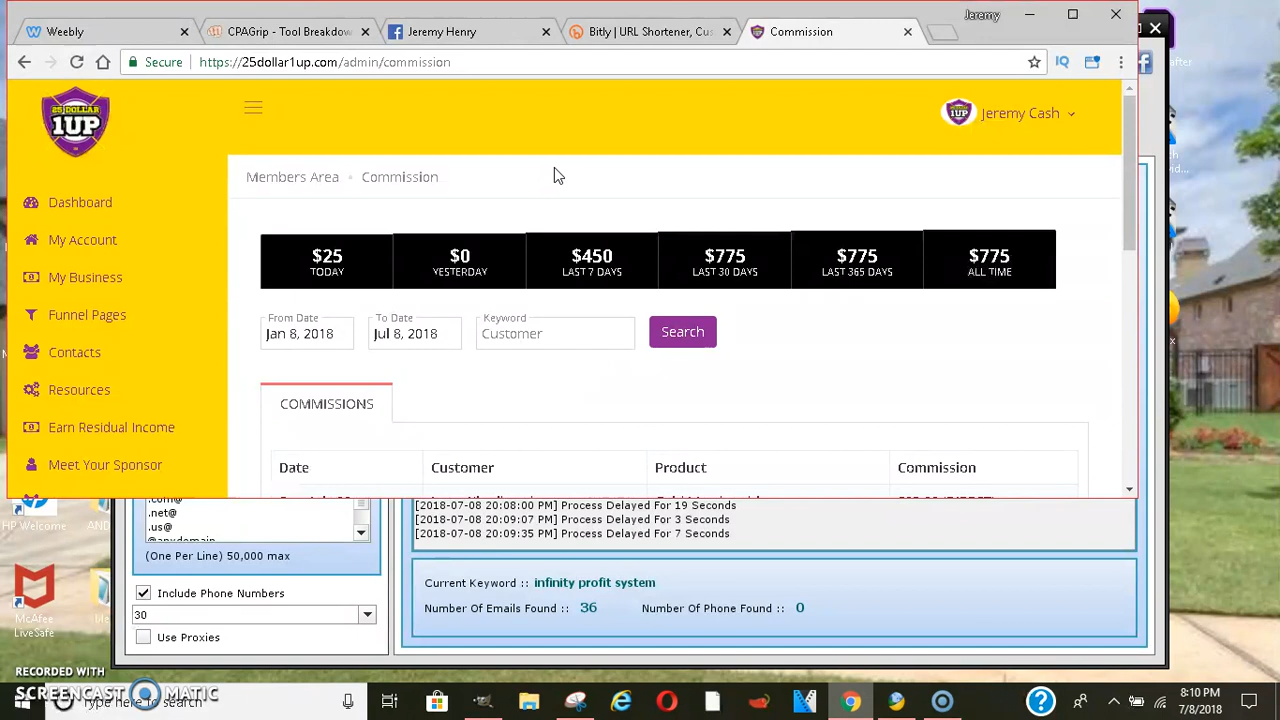 Jeremy
Weebly
CPAGrip - Tool Breakdow
Jeremy Henry
Bitly | URL Shortener, Cus
Commission
Secure
https://25dollar1up.com/admin/commission
25 DOLLAR
1UP
Jeremy Cash
Members Area • Commission
Dashboard
My Account
My Business
Funnel Pages
Contacts
Resources
Earn Residual Income
Meet Your Sponsor
$25 $0 $450 $775 $775 $775
TODAY YESTERDAY LAST 7 DAYS LAST 30 DAYS LAST 365 DAYS ALL TIME
From Date To Date Keyword
Jan 8, 2018 Jul 8, 2018 Customer Search
COMMISSIONS
Date Customer Product Commission
HP Welcome
.net@
.us@
@anydomain
(One Per Line) 50,000 max
Include Phone Numbers
30
Use Proxies
[2018-07-08 20:08:00 PM] Process Delayed For 19 Seconds
[2018-07-08 20:09:07 PM] Process Delayed For 3 Seconds
[2018-07-08 20:09:35 PM] Process Delayed For 7 Seconds
Current Keyword :: infinity profit system
Number Of Emails Found :: 36 Number Of Phone Found :: 0
McAfee
LiveSafe
RECORDED WITH
SCREENCAST MATIC
Type here to search
8:10 PM
7/8/2018